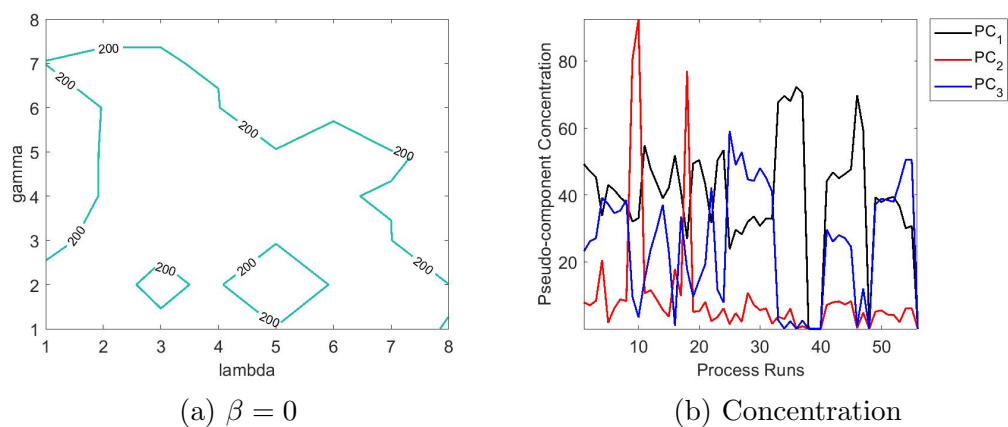 8
7
6
5
4
3
2
1
gamma
200
200
200
200
200
200
200
200
200
200
200
1 2 3 4 5 6 7 8
lambda
(a) β = 0
80
60
40
20
Pseudo-component Concentration
10 20 30 40 50
Process Runs
PC1
PC2
PC3
(b) Concentration